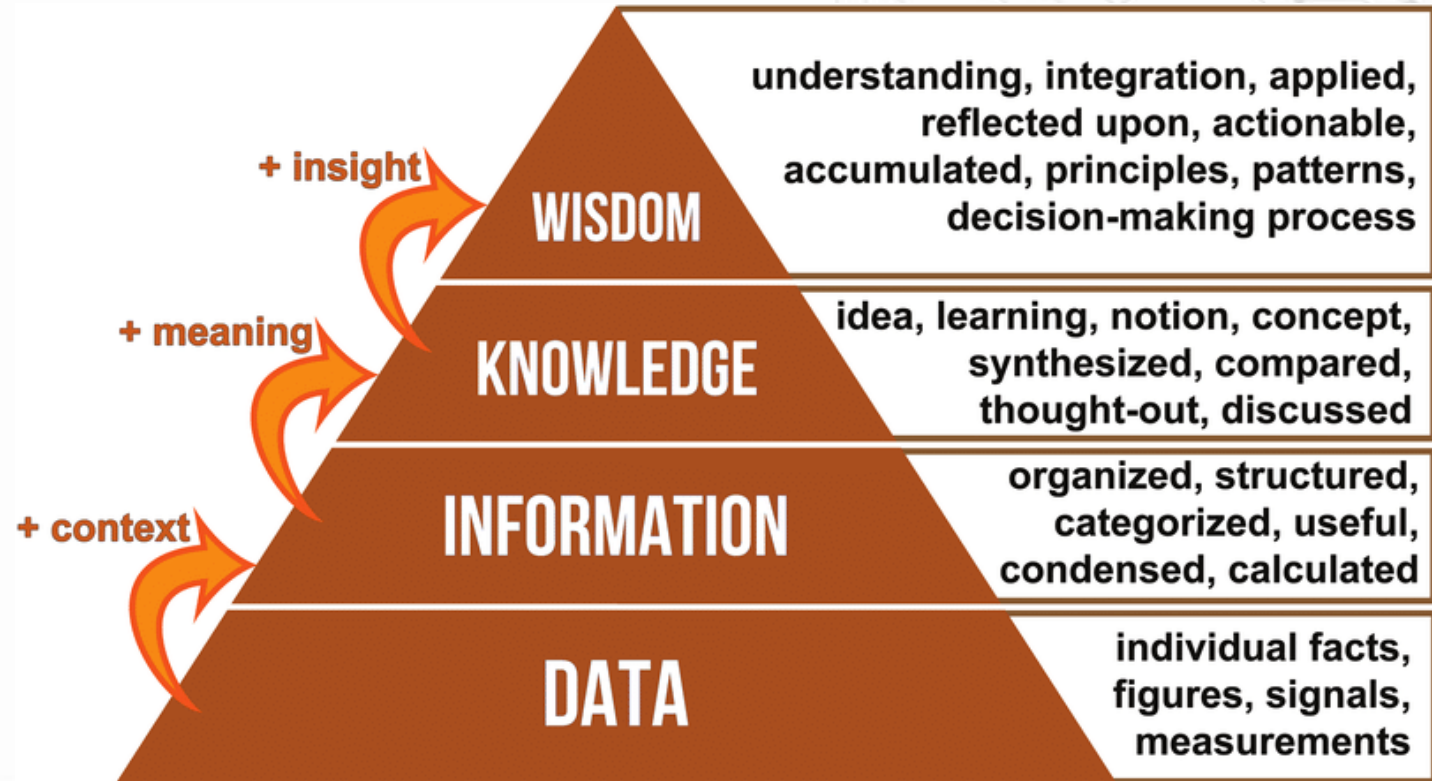 understanding, integration, applied,
reflected upon, actionable,
accumulated, principles, patterns,
decision-making process
+ insight
WISDOM
idea, learning, notion, concept,
synthesized, compared,
thought-out, discussed
+ meaning
KNOWLEDGE
organized, structured,
categorized, useful,
condensed, calculated
+ context
INFORMATION
individual facts,
figures, signals,
measurements
DATA